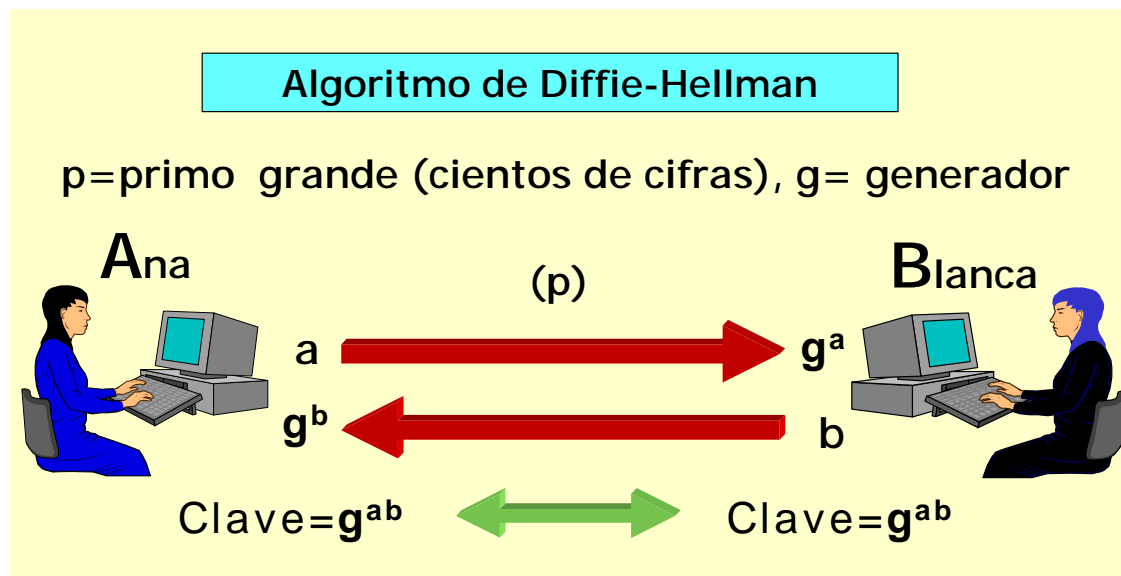 Algoritmo de Diffie-Hellman
p=primo grande (cientos de cifras), g= generador
Ana
Blanca
(p)
a
g^a
g^b
b
Clave=g^ab
Clave=g^ab